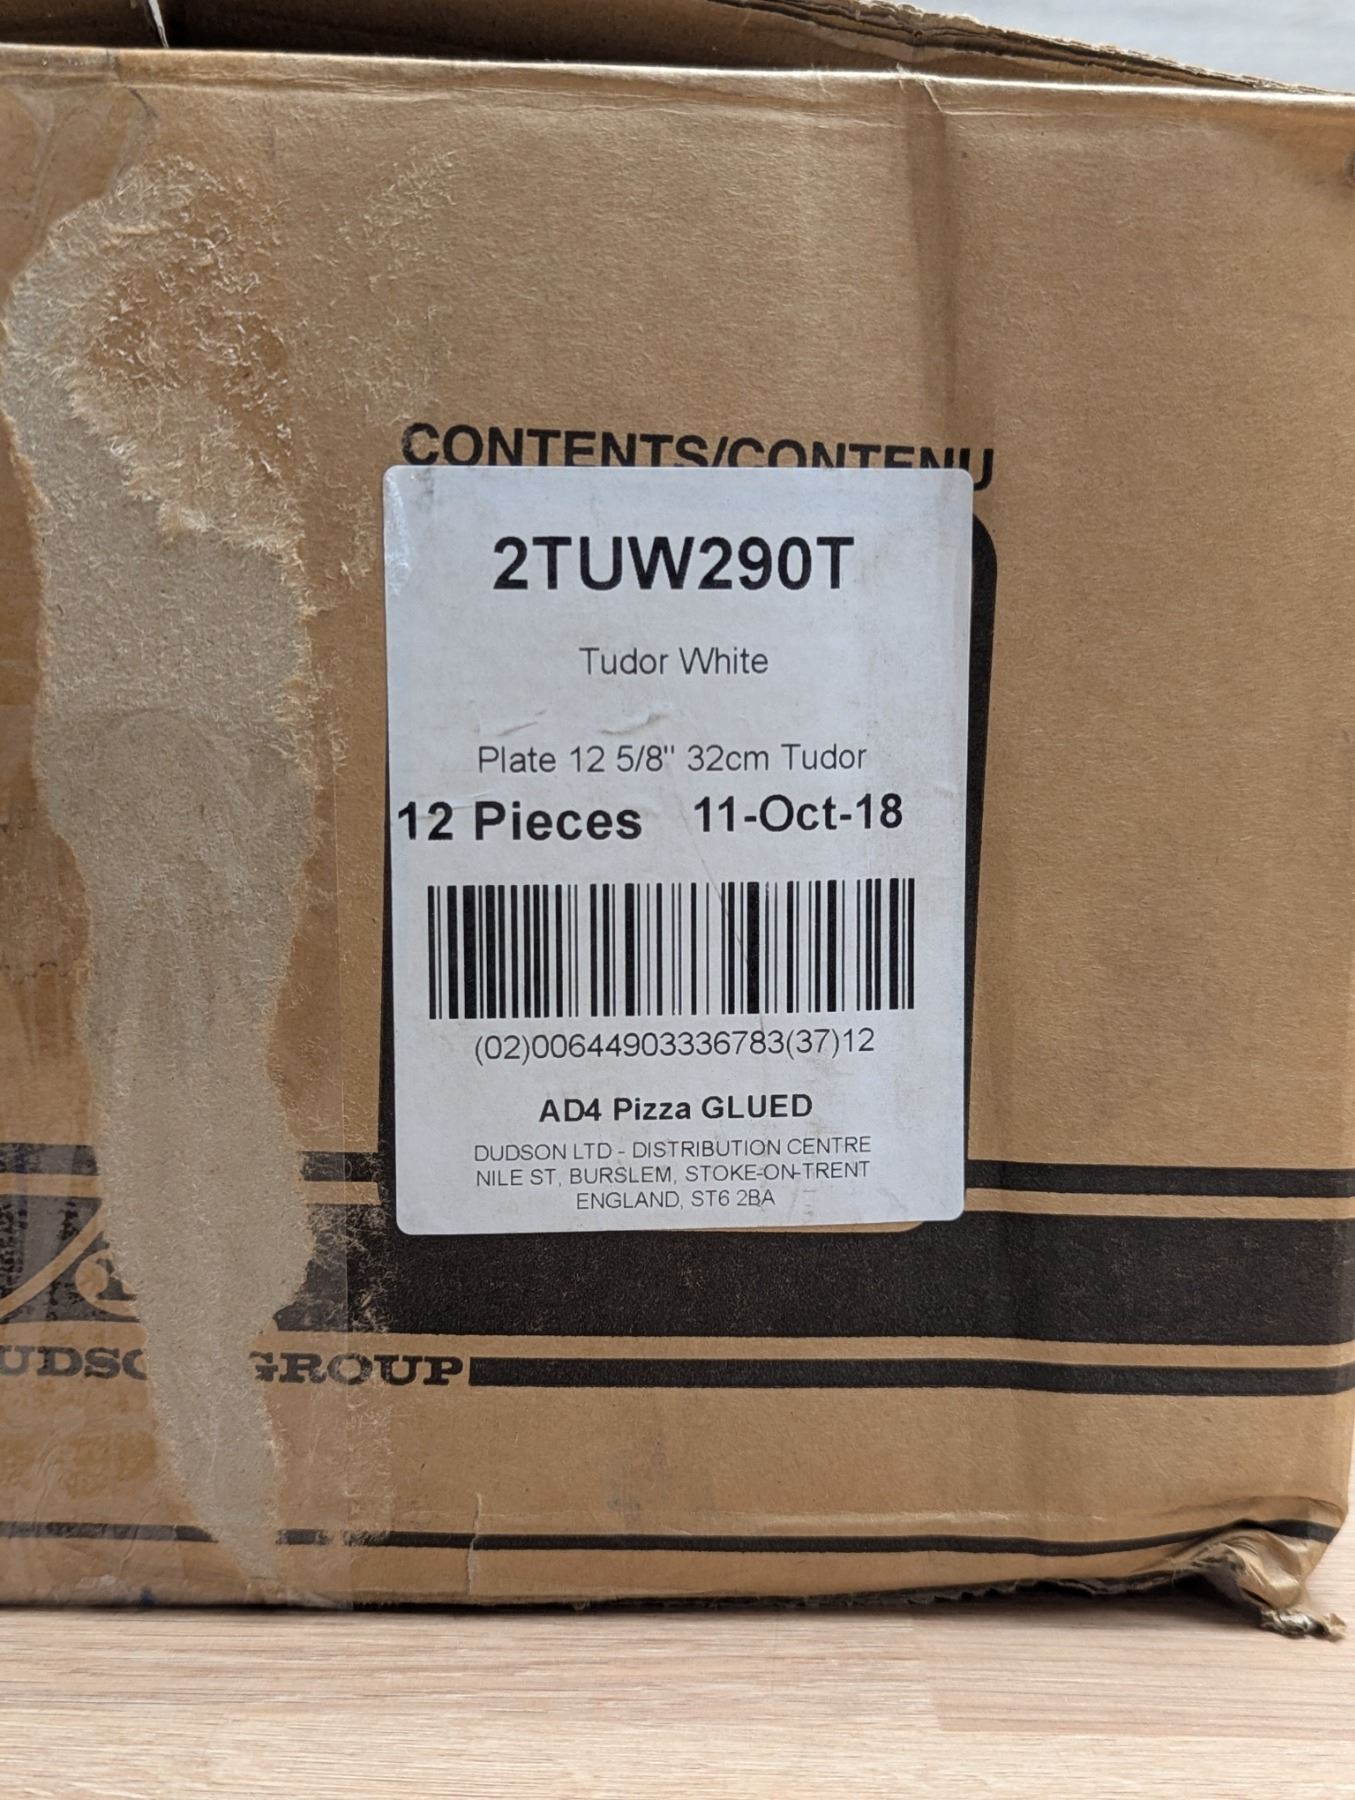 CONTENTS/CONTENU
2TUW290T
Tudor White
Plate 12 5/8" 32cm Tudor
12 Pieces 11-Oct-18
(02)00644903336783(37)12
AD4 Pizza GLUED
DUDSON LTD - DISTRIBUTION CENTRE
NILE ST, BURSLEM, STOKE-ON-TRENT
ENGLAND, ST6 2BA
GROUP